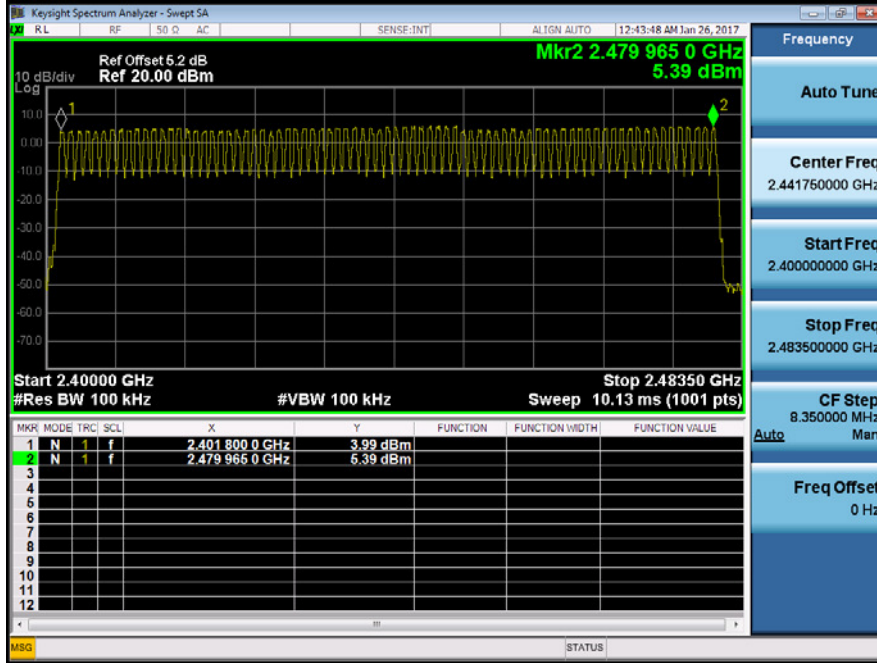 Keysight Spectrum Analyzer - Swept SA
LXI RL RF 50 Ω AC SENSE:INT ALIGN AUTO 12:43:48 AM Jan 26, 2017
Mkr2 2.479 965 0 GHz
5.39 dBm
Ref Offset 5.2 dB
10 dB/div Ref 20.00 dBm
Log
1
2
10.0
0.00
-10.0
-20.0
-30.0
-40.0
-50.0
-60.0
-70.0
Start 2.40000 GHz Stop 2.48350 GHz
#Res BW 100 kHz #VBW 100 kHz Sweep 10.13 ms (1001 pts)
MKR MODE TRC SCL X Y FUNCTION FUNCTION WIDTH FUNCTION VALUE
1 N 1 f 2.401 800 0 GHz 3.99 dBm
2 N 1 f 2.479 965 0 GHz 5.39 dBm
3
4
5
6
7
8
9
10
11
12
MSG STATUS
Frequency
Auto Tune
Center Freq
2.441750000 GHz
Start Freq
2.400000000 GHz
Stop Freq
2.483500000 GHz
CF Step
8.350000 MHz
Auto Man
Freq Offset
0 Hz